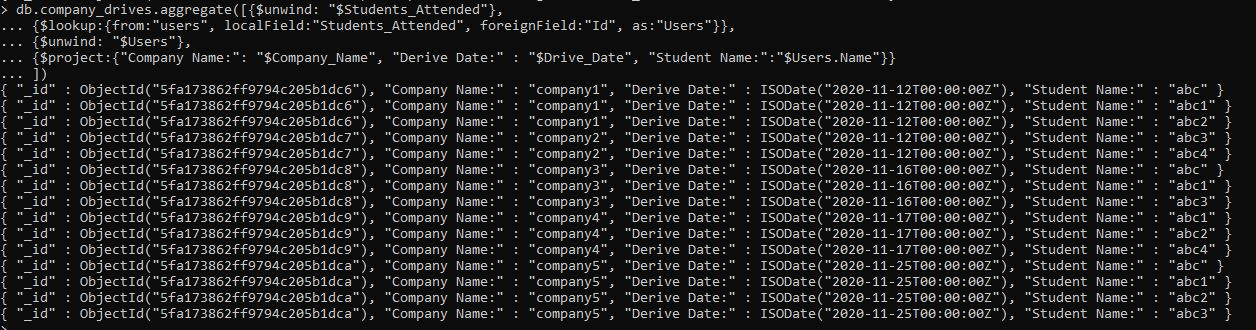 > db.company_drives.aggregate([{$unwind: "$Students_Attended"},
... {$lookup:{from:"users", localField:"Students_Attended", foreignField:"Id", as:"Users"}},
... {$unwind: "$Users"},
... {$project:{"Company Name:": "$Company_Name", "Derive Date:" : "$Drive_Date", "Student Name:":"$Users.Name"}}
... ])
{ "_id" : ObjectId("5fa173862ff9794c205b1dc6"), "Company Name:" : "company1", "Derive Date:" : ISODate("2020-11-12T00:00:00Z"), "Student Name:" : "abc" }
{ "_id" : ObjectId("5fa173862ff9794c205b1dc6"), "Company Name:" : "company1", "Derive Date:" : ISODate("2020-11-12T00:00:00Z"), "Student Name:" : "abc1" }
{ "_id" : ObjectId("5fa173862ff9794c205b1dc6"), "Company Name:" : "company1", "Derive Date:" : ISODate("2020-11-12T00:00:00Z"), "Student Name:" : "abc2" }
{ "_id" : ObjectId("5fa173862ff9794c205b1dc7"), "Company Name:" : "company2", "Derive Date:" : ISODate("2020-11-12T00:00:00Z"), "Student Name:" : "abc3" }
{ "_id" : ObjectId("5fa173862ff9794c205b1dc7"), "Company Name:" : "company2", "Derive Date:" : ISODate("2020-11-12T00:00:00Z"), "Student Name:" : "abc4" }
{ "_id" : ObjectId("5fa173862ff9794c205b1dc8"), "Company Name:" : "company3", "Derive Date:" : ISODate("2020-11-16T00:00:00Z"), "Student Name:" : "abc" }
{ "_id" : ObjectId("5fa173862ff9794c205b1dc8"), "Company Name:" : "company3", "Derive Date:" : ISODate("2020-11-16T00:00:00Z"), "Student Name:" : "abc1" }
{ "_id" : ObjectId("5fa173862ff9794c205b1dc8"), "Company Name:" : "company3", "Derive Date:" : ISODate("2020-11-16T00:00:00Z"), "Student Name:" : "abc3" }
{ "_id" : ObjectId("5fa173862ff9794c205b1dc9"), "Company Name:" : "company4", "Derive Date:" : ISODate("2020-11-17T00:00:00Z"), "Student Name:" : "abc1" }
{ "_id" : ObjectId("5fa173862ff9794c205b1dc9"), "Company Name:" : "company4", "Derive Date:" : ISODate("2020-11-17T00:00:00Z"), "Student Name:" : "abc2" }
{ "_id" : ObjectId("5fa173862ff9794c205b1dc9"), "Company Name:" : "company4", "Derive Date:" : ISODate("2020-11-17T00:00:00Z"), "Student Name:" : "abc4" }
{ "_id" : ObjectId("5fa173862ff9794c205b1dca"), "Company Name:" : "company5", "Derive Date:" : ISODate("2020-11-25T00:00:00Z"), "Student Name:" : "abc" }
{ "_id" : ObjectId("5fa173862ff9794c205b1dca"), "Company Name:" : "company5", "Derive Date:" : ISODate("2020-11-25T00:00:00Z"), "Student Name:" : "abc1" }
{ "_id" : ObjectId("5fa173862ff9794c205b1dca"), "Company Name:" : "company5", "Derive Date:" : ISODate("2020-11-25T00:00:00Z"), "Student Name:" : "abc2" }
{ "_id" : ObjectId("5fa173862ff9794c205b1dca"), "Company Name:" : "company5", "Derive Date:" : ISODate("2020-11-25T00:00:00Z"), "Student Name:" : "abc3" }